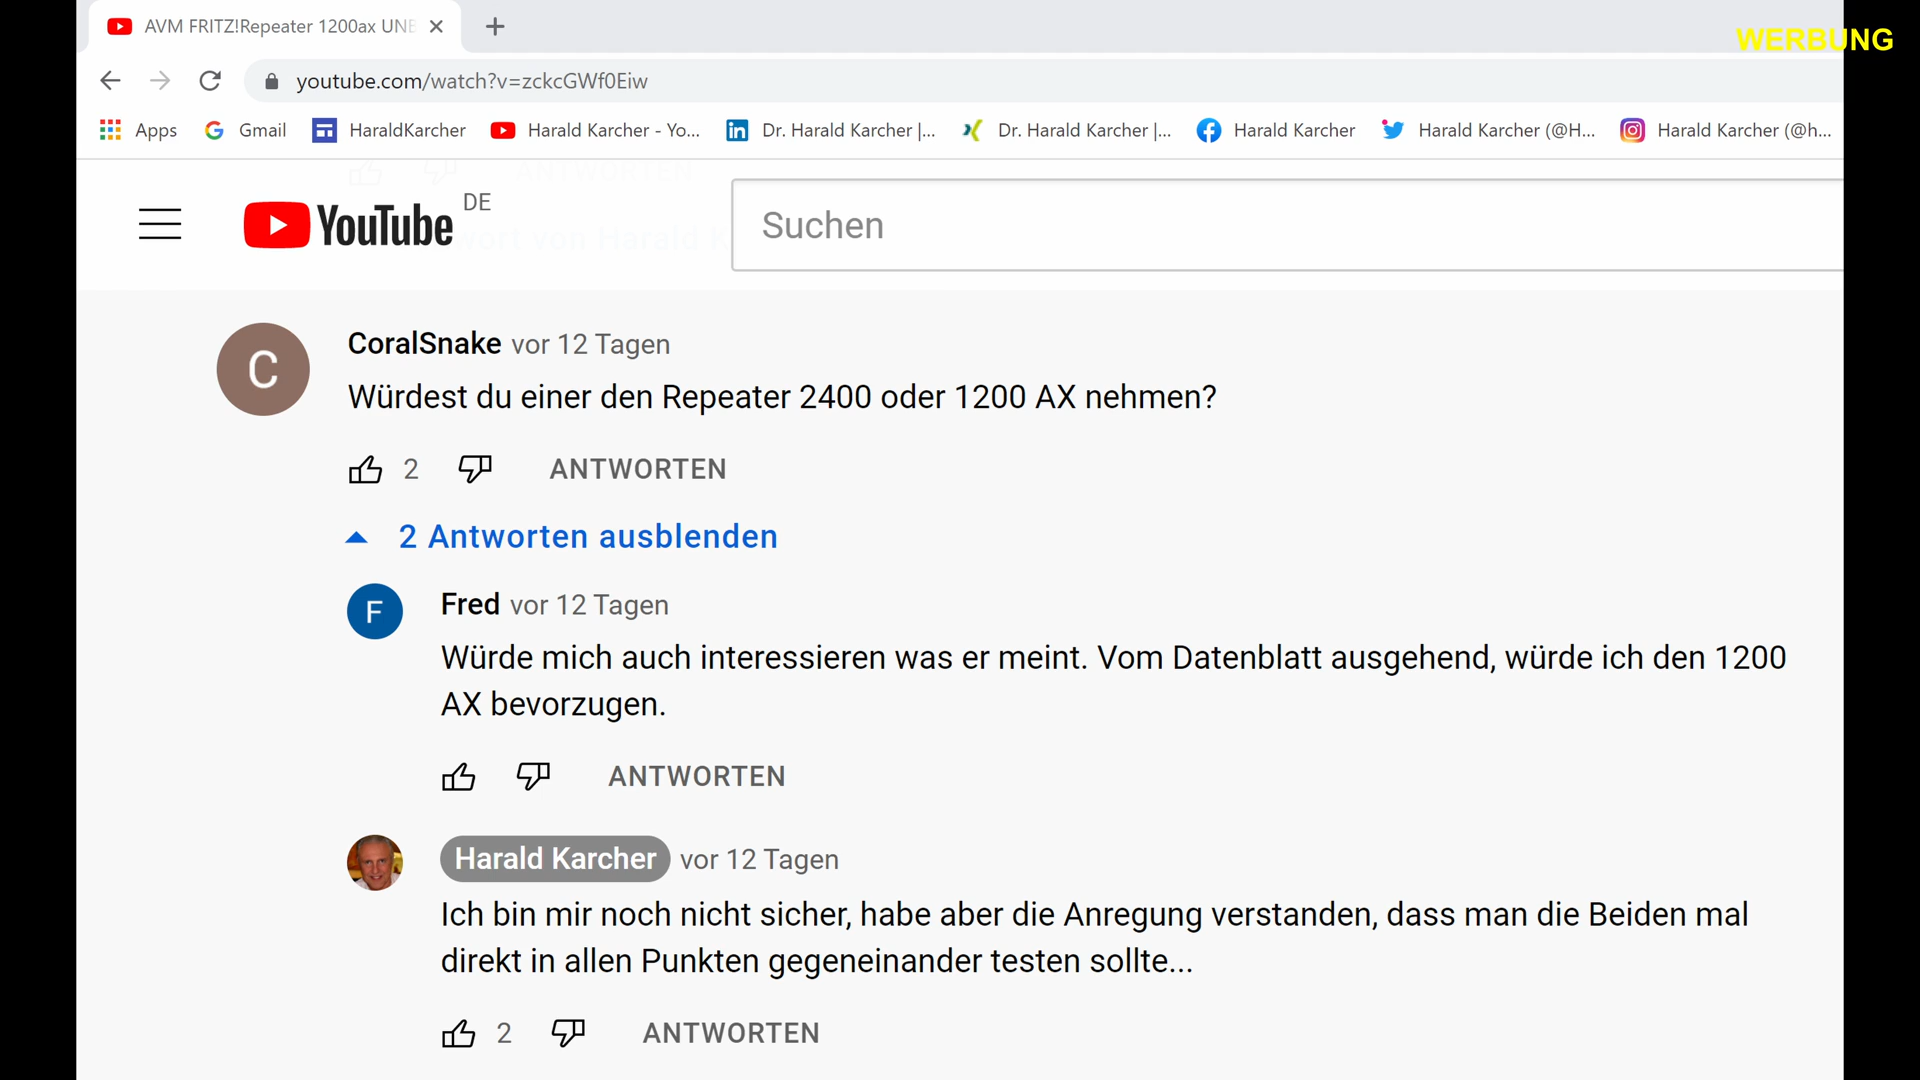 AVM FRITZ!Repeater 1200ax UNB
WERBUNG
youtube.com/watch?v=zckcGWf0Eiw
Apps Gmail HaraldKarcher Harald Karcher - Yo... Dr. Harald Karcher |... Dr. Harald Karcher |... Harald Karcher Harald Karcher (@H... Harald Karcher (@h...
ANTWORTEN
YouTube DE
Suchen
wort von Harald K
C
CoralSnake vor 12 Tagen
Würdest du einer den Repeater 2400 oder 1200 AX nehmen?
2 ANTWORTEN
2 Antworten ausblenden
F
Fred vor 12 Tagen
Würde mich auch interessieren was er meint. Vom Datenblatt ausgehend, würde ich den 1200
AX bevorzugen.
ANTWORTEN
Harald Karcher vor 12 Tagen
Ich bin mir noch nicht sicher, habe aber die Anregung verstanden, dass man die Beiden mal
direkt in allen Punkten gegeneinander testen sollte...
2 ANTWORTEN